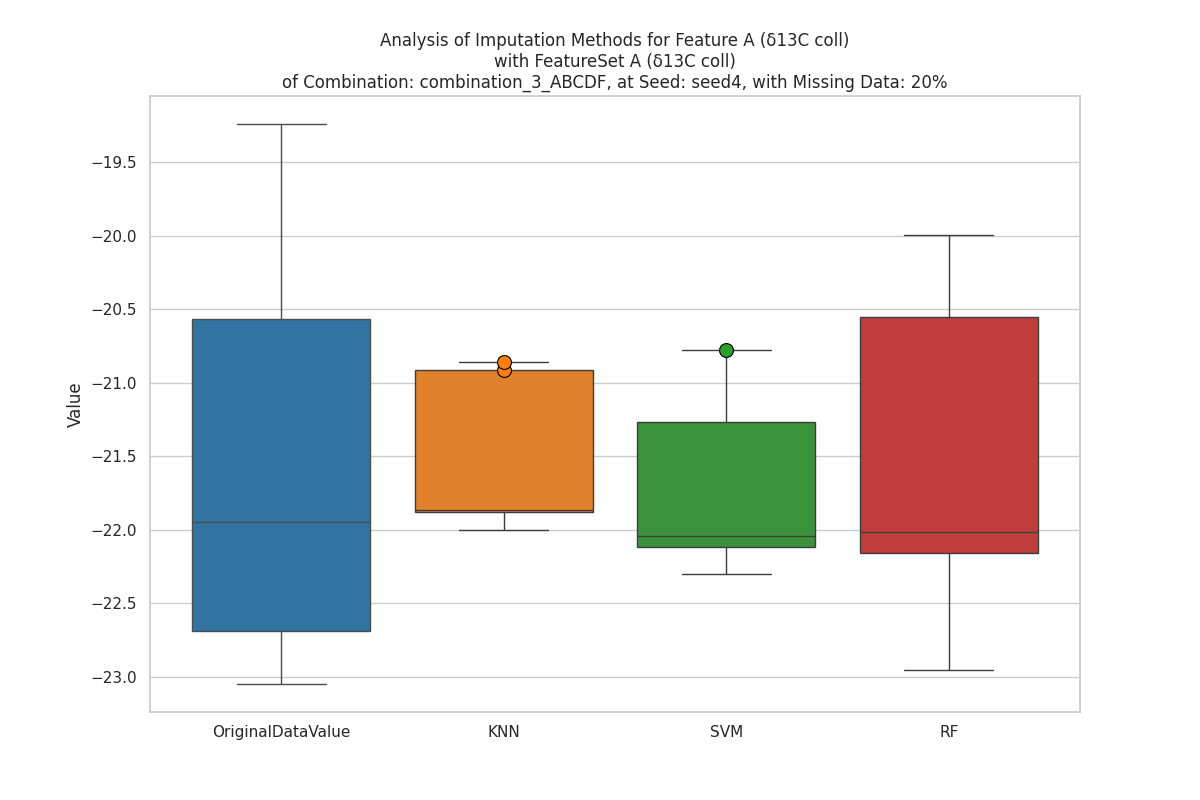 Analysis of Imputation Methods for Feature A (δ13C coll)
with FeatureSet A (δ13C coll)
of Combination: combination_3_ABCDF, at Seed: seed4, with Missing Data: 20%
Value
−19.5
−20.0
−20.5
−21.0
−21.5
−22.0
−22.5
−23.0
OriginalDataValue
KNN
SVM
RF